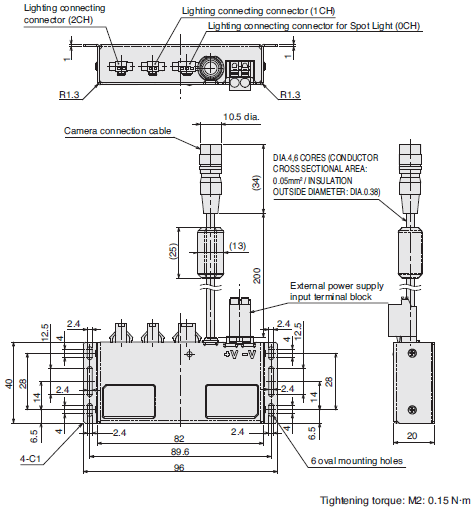 Lighting connecting
connector (2CH)
Lighting connecting connector (1CH)
Lighting connecting connector for Spot Light (0CH)
1
1
R1.3
R1.3
10.5 dia.
Camera connection cable
DIA.4,6 CORES (CONDUCTOR
CROSS SECTIONAL AREA:
0.05mm² / INSULATION
OUTSIDE DIAMETER: DIA.0.38)
(34)
(25)
(13)
200
External power supply
input terminal block
12.5
2.4
4
2.4
4
12.5
+V -V
40
28
14
6.5
2.4
2.4
4
2.4
14
28
4
6.5
2.4
2.4
82
89.6
96
4-C1
6 oval mounting holes
20
Tightening torque: M2: 0.15 N·m